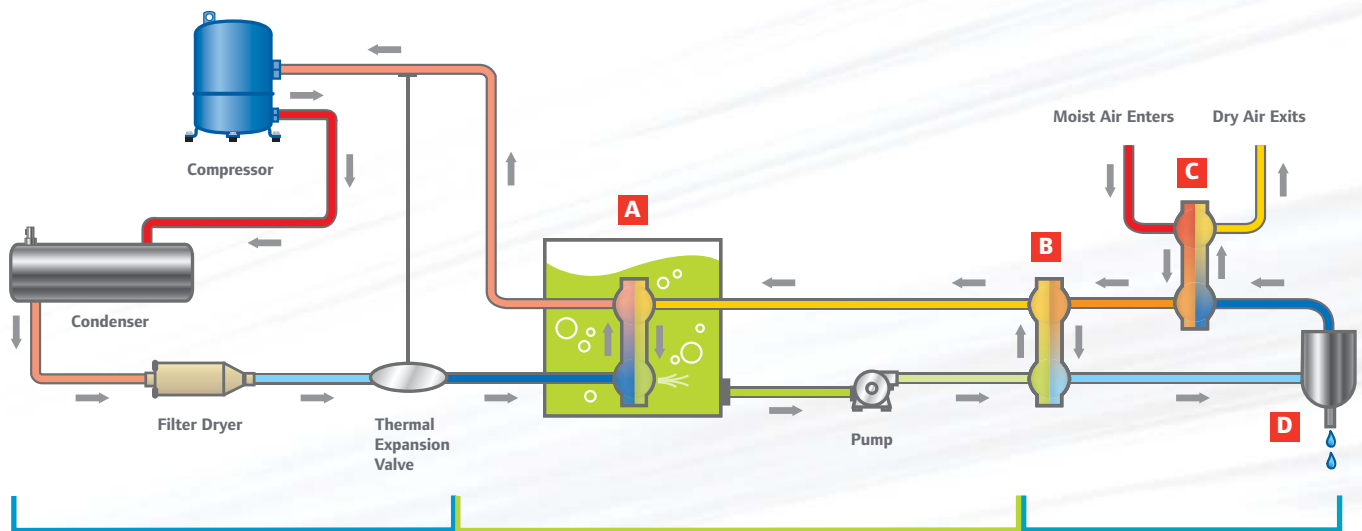 Moist Air Enters
Dry Air Exits
Compressor
C
A
B
Condenser
Filter Dryer
Thermal
Expansion
Valve
Pump
D